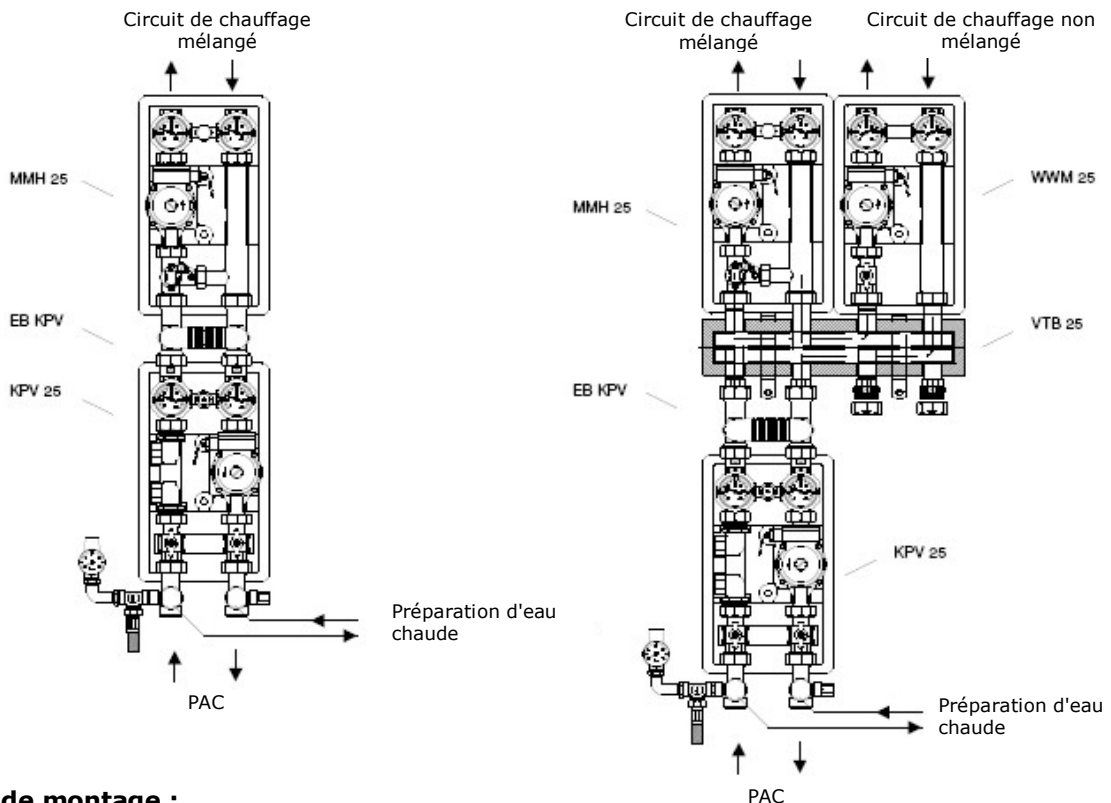 Circuit de chauffage
mélangé
MMH 25
EB KPV
KPV 25
Préparation d'eau
chaude
PAC
Circuit de chauffage
mélangé
Circuit de chauffage non
mélangé
MMH 25
WWM 25
VTB 25
EB KPV
KPV 25
Préparation d'eau
chaude
PAC
de montage :